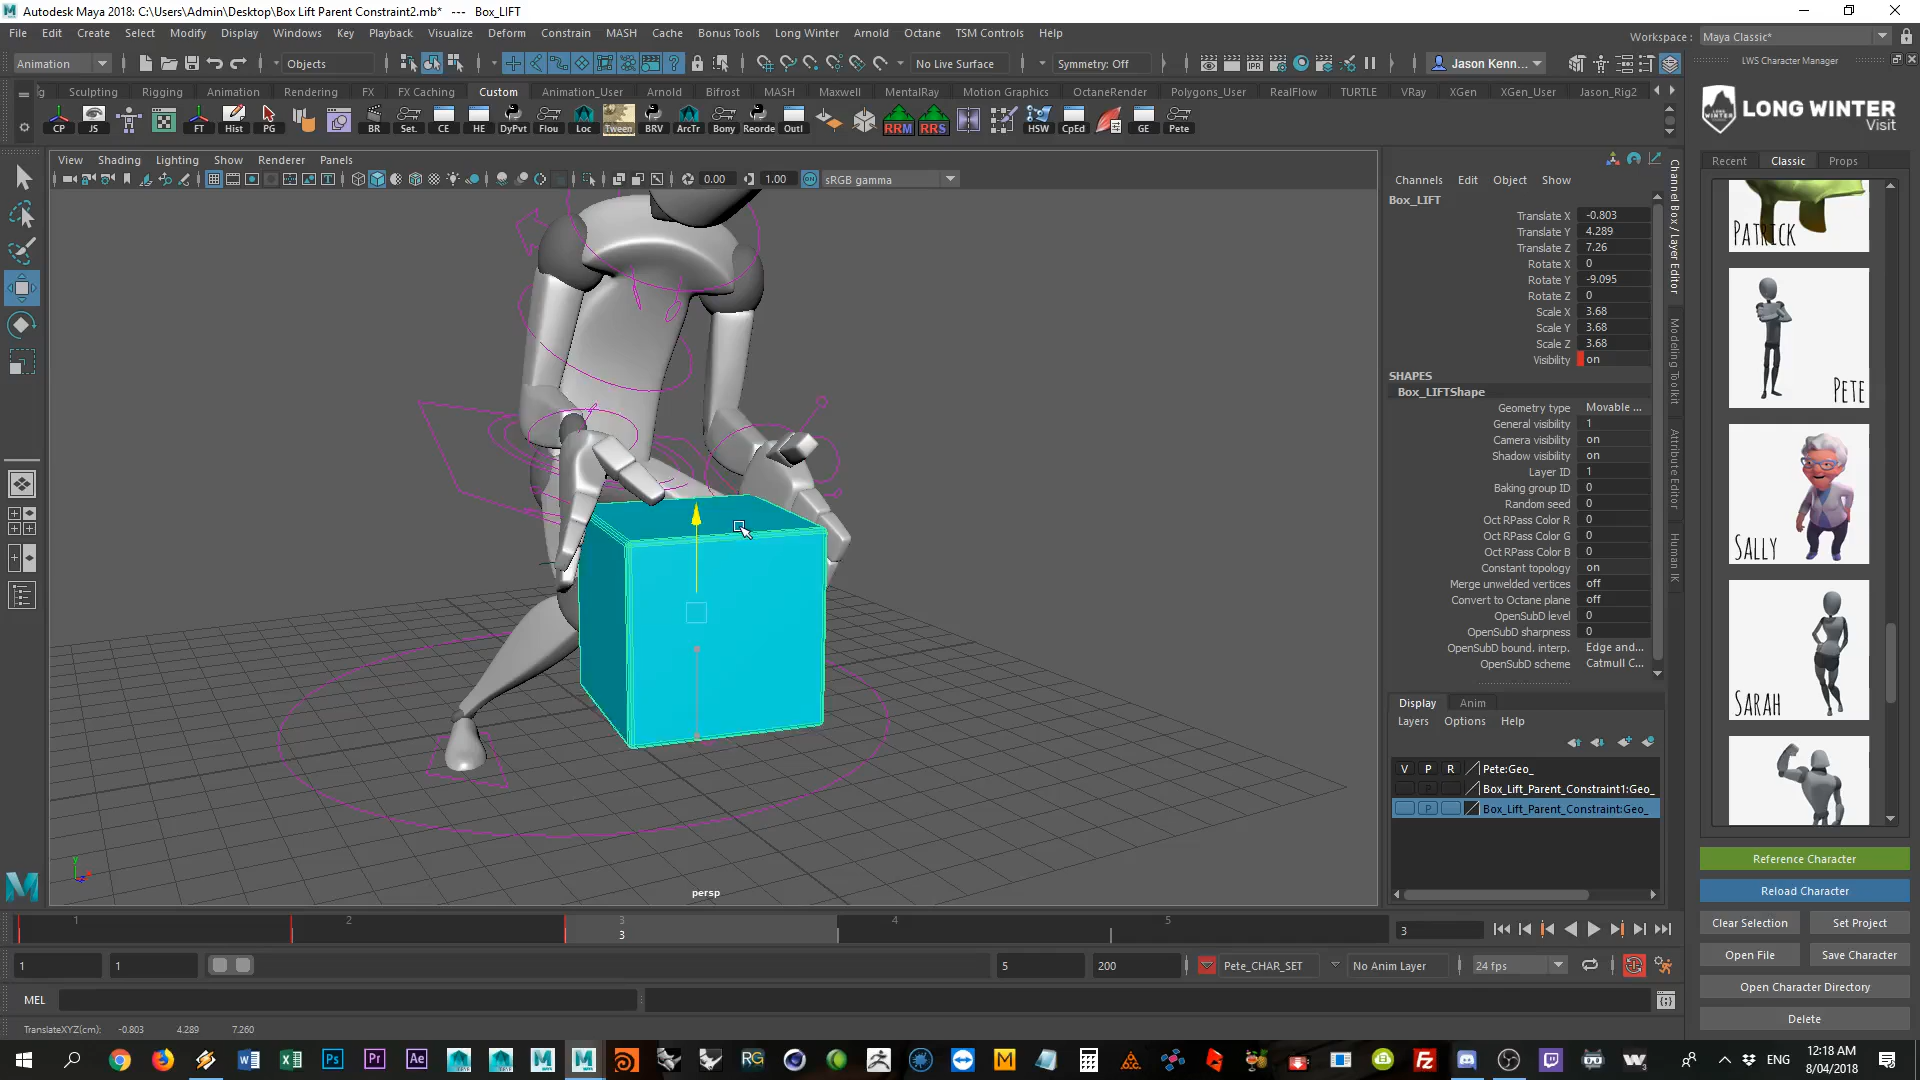 Autodesk Maya 2018: C:\Users\Admin\Desktop\Box Lift Parent Constraint2.mb* --- Box_LIFT
File Edit Create Select Modify Display Windows Key Playback Visualize Deform Constrain MASH Cache Bonus Tools Long Winter Arnold Octane TSM Controls Help
Workspace : Maya Classic*
Animation Objects No Live Surface Symmetry: Off Jason Kenn...
LWS Character Manager
Sculpting Rigging Animation Rendering FX FX Caching Custom Animation_User Arnold Bifrost MASH Maxwell MentalRay Motion Graphics OctaneRender Polygons_User RealFlow TURTLE VRay XGen XGen_User Jason_Rig2
CP JS FT Hist PG BR Set. CE HE DyPvt Flou Loc Tween BRV ArcTr Bony Reorde Outl RRM RRS HSW CpEd GE Pete
LONG WINTER
Visit
View Shading Lighting Show Renderer Panels
0.00 1.00 sRGB gamma
Recent Classic Props
Channels Edit Object Show
Box_LIFT
Translate X -0.803
Translate Y 4.289
Translate Z 7.26
Rotate X 0
Rotate Y -9.095
Rotate Z 0
Scale X 3.68
Scale Y 3.68
Scale Z 3.68
Visibility on
SHAPES
Box_LIFTShape
Geometry type Movable ...
General visibility 1
Camera visibility on
Shadow visibility on
Layer ID 1
Baking group ID 0
Random seed 0
Oct RPass Color R 0
Oct RPass Color G 0
Oct RPass Color B 0
Constant topology on
Merge unwelded vertices off
Convert to Octane plane off
OpenSubD level 0
OpenSubD sharpness 0
OpenSubD bound. interp. Edge and...
OpenSubD scheme Catmull C...
Channel Box / Layer Editor
Modeling Toolkit
Attribute Editor
Human IK
PATRICK
PETE
SALLY
SARAH
Display Anim
Layers Options Help
V P R Pete:Geo_
P Box_Lift_Parent_Constraint1:Geo_
P Box_Lift_Parent_Constraint:Geo_
persp
y
Reference Character
Reload Character
Clear Selection Set Project
Open File Save Character
Open Character Directory
Delete
1 2 3 4 5
3
3
1 1 5 200 Pete_CHAR_SET No Anim Layer 24 fps
MEL
TranslateXYZ(cm): -0.803 4.289 7.260
ENG
12:18 AM
8/04/2018